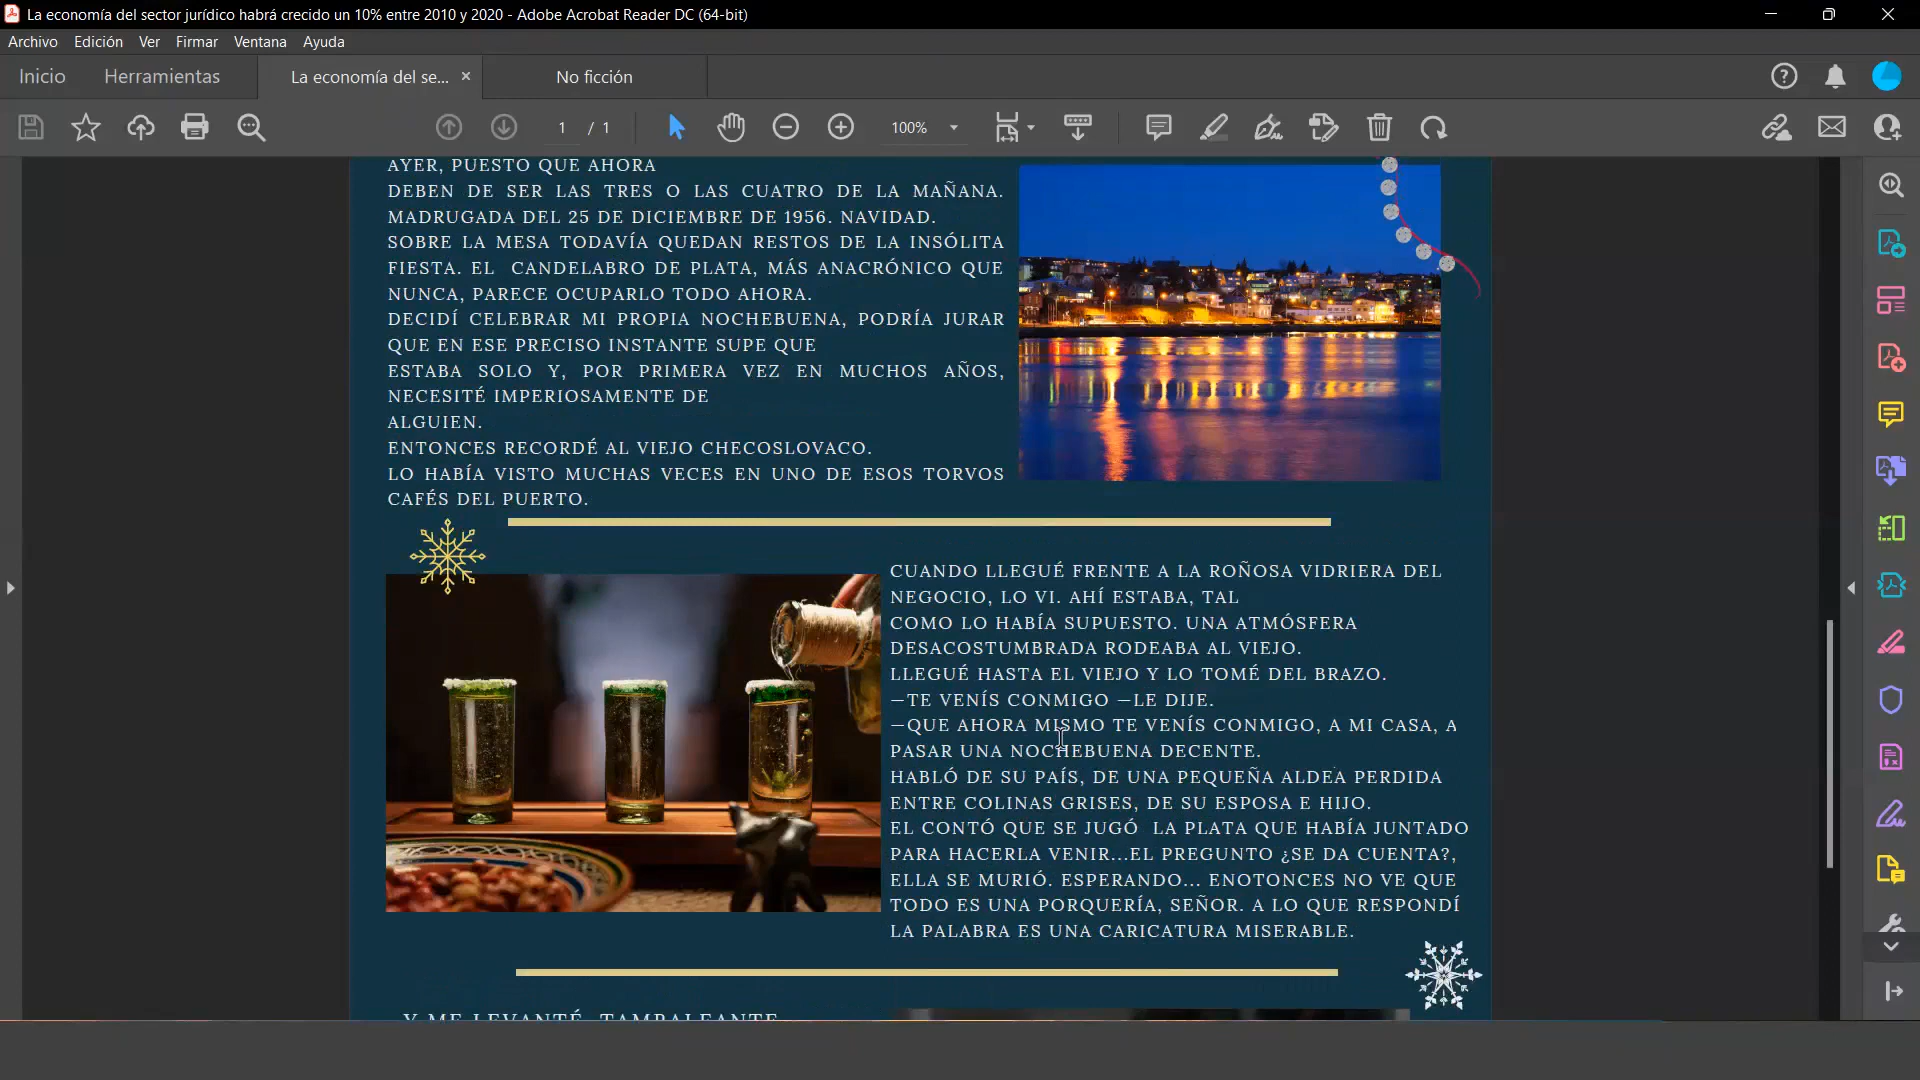 La economía del sector jurídico habrá crecido un 10% entre 2010 y 2020 - Adobe Acrobat Reader DC (64-bit)
Archivo Edición Ver Firmar Ventana Ayuda
Inicio Herramientas La economía del se... × No ficción
1 / 1 100%
AYER, PUESTO QUE AHORA
DEBEN DE SER LAS TRES O LAS CUATRO DE LA MAÑANA.
MADRUGADA DEL 25 DE DICIEMBRE DE 1956. NAVIDAD.
SOBRE LA MESA TODAVÍA QUEDAN RESTOS DE LA INSÓLITA
FIESTA. EL CANDELABRO DE PLATA, MÁS ANACRÓNICO QUE
NUNCA, PARECE OCUPARLO TODO AHORA.
DECIDÍ CELEBRAR MI PROPIA NOCHEBUENA, PODRÍA JURAR
QUE EN ESE PRECISO INSTANTE SUPE QUE
ESTABA SOLO Y, POR PRIMERA VEZ EN MUCHOS AÑOS,
NECESITÉ IMPERIOSAMENTE DE
ALGUIEN.
ENTONCES RECORDÉ AL VIEJO CHECOSLOVACO.
LO HABÍA VISTO MUCHAS VECES EN UNO DE ESOS TORVOS
CAFÉS DEL PUERTO.
CUANDO LLEGUÉ FRENTE A LA ROÑOSA VIDRIERA DEL
NEGOCIO, LO VI. AHÍ ESTABA, TAL
COMO LO HABÍA SUPUESTO. UNA ATMÓSFERA
DESACOSTUMBRADA RODEABA AL VIEJO.
LLEGUÉ HASTA EL VIEJO Y LO TOMÉ DEL BRAZO.
—TE VENÍS CONMIGO —LE DIJE.
—QUE AHORA MISMO TE VENÍS CONMIGO, A MI CASA, A
PASAR UNA NOCHEBUENA DECENTE.
HABLÓ DE SU PAÍS, DE UNA PEQUEÑA ALDEA PERDIDA
ENTRE COLINAS GRISES, DE SU ESPOSA E HIJO.
EL CONTÓ QUE SE JUGÓ LA PLATA QUE HABÍA JUNTADO
PARA HACERLA VENIR...EL PREGUNTO ¿SE DA CUENTA?,
ELLA SE MURIÓ. ESPERANDO... ENOTONCES NO VE QUE
TODO ES UNA PORQUERÍA, SEÑOR. A LO QUE RESPONDÍ
LA PALABRA ES UNA CARICATURA MISERABLE.
Y ME LEVANTÉ, TAMBALEANTE